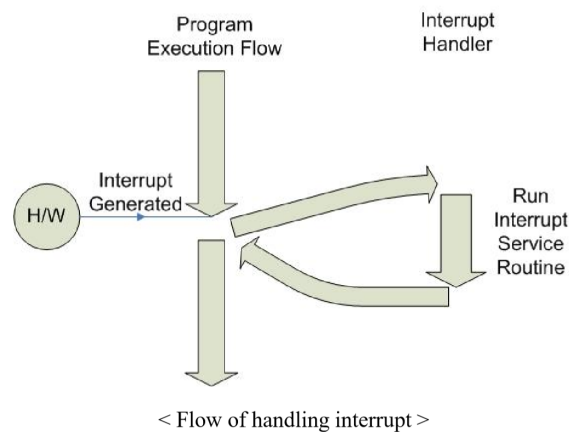 Program
Execution Flow
Interrupt
Handler
Interrupt
Generated
H/W
Run
Interrupt
Service
Routine
< Flow of handling interrupt >